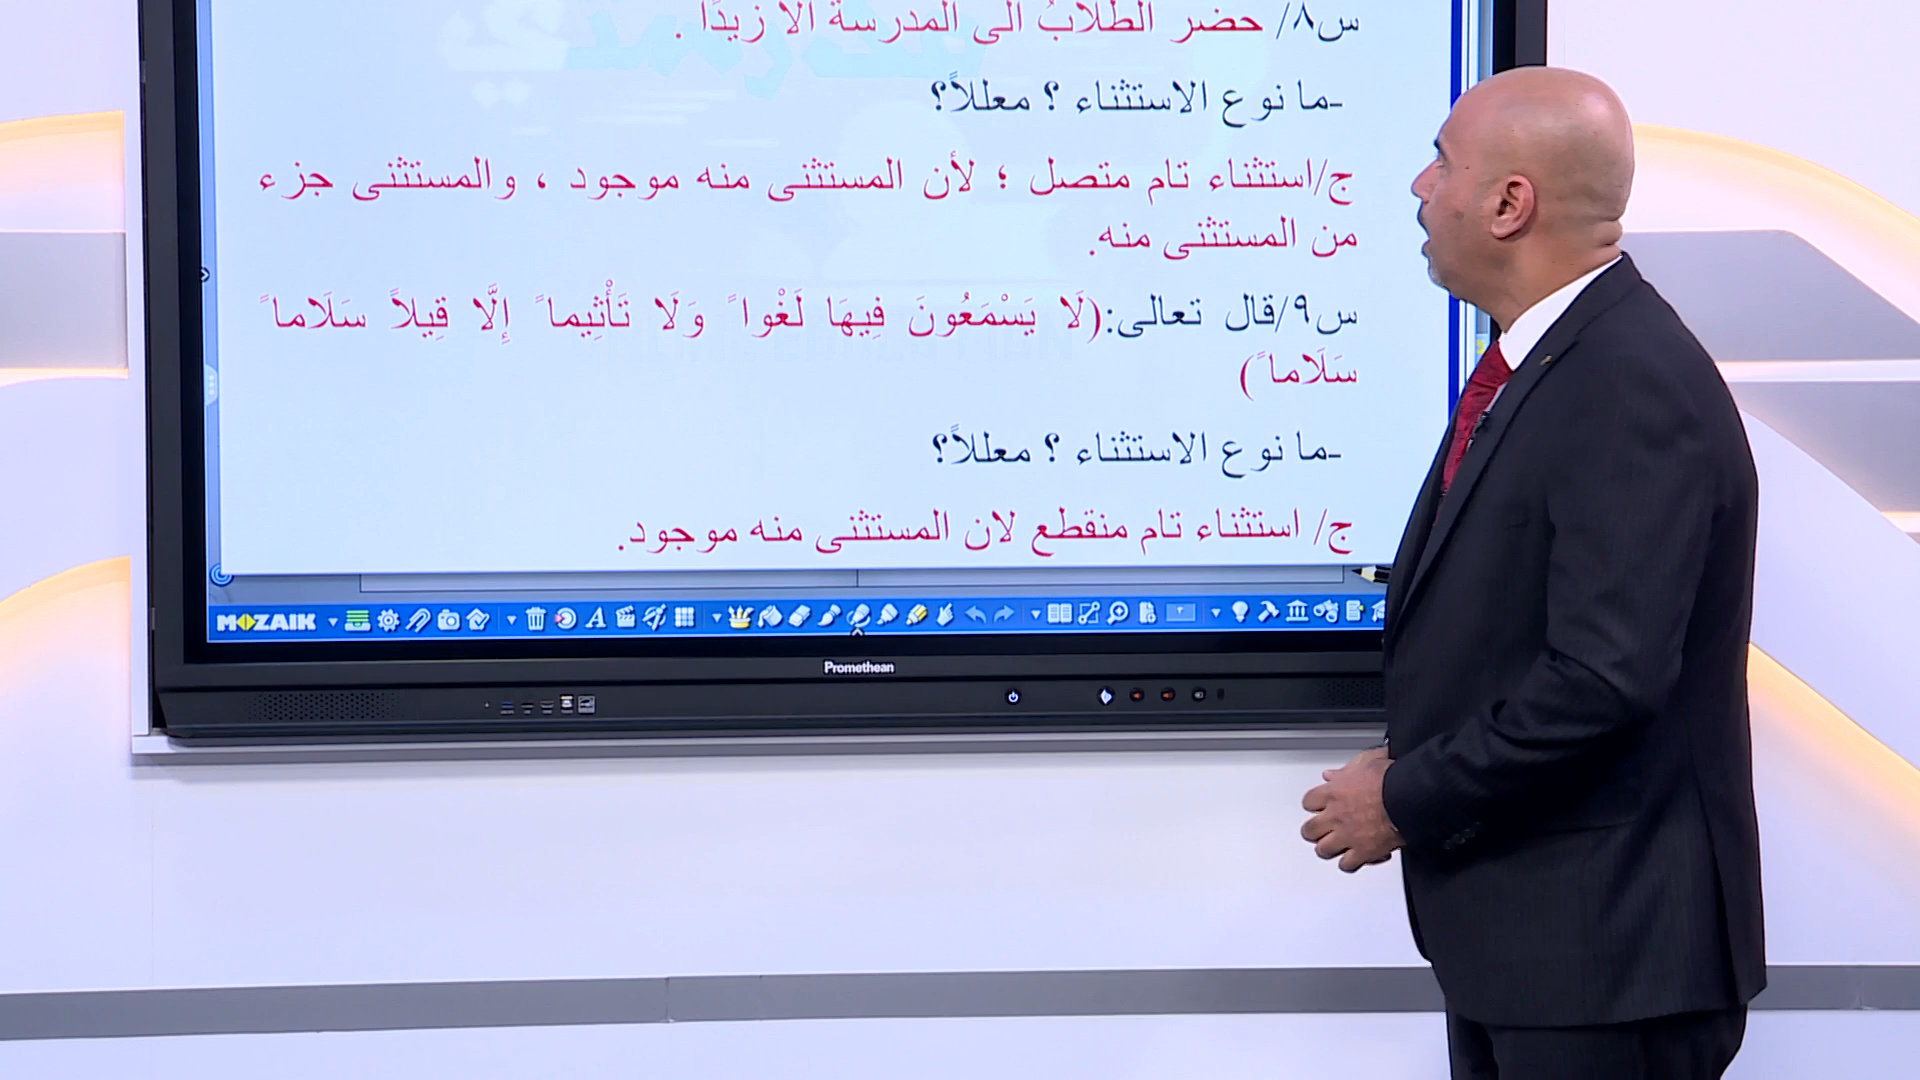 س٨/ حضر الطلابُ الى المدرسة الا زيدًا .
-ما نوع الاستثناء ؟ معللاً؟
ج/استثناء تام متصل ؛ لأن المستثنى منه موجود ، والمستثنى جزء
من المستثنى منه.
س٩/قال تعالى:(لَا يَسْمَعُونَ فِيهَا لَغْواً وَلَا تَأْثِيماً إِلَّا قِيلاً سَلَاماً
سَلَاماً)
-ما نوع الاستثناء ؟ معللاً؟
ج/ استثناء تام منقطع لان المستثنى منه موجود.
MOZAIK
Promethean